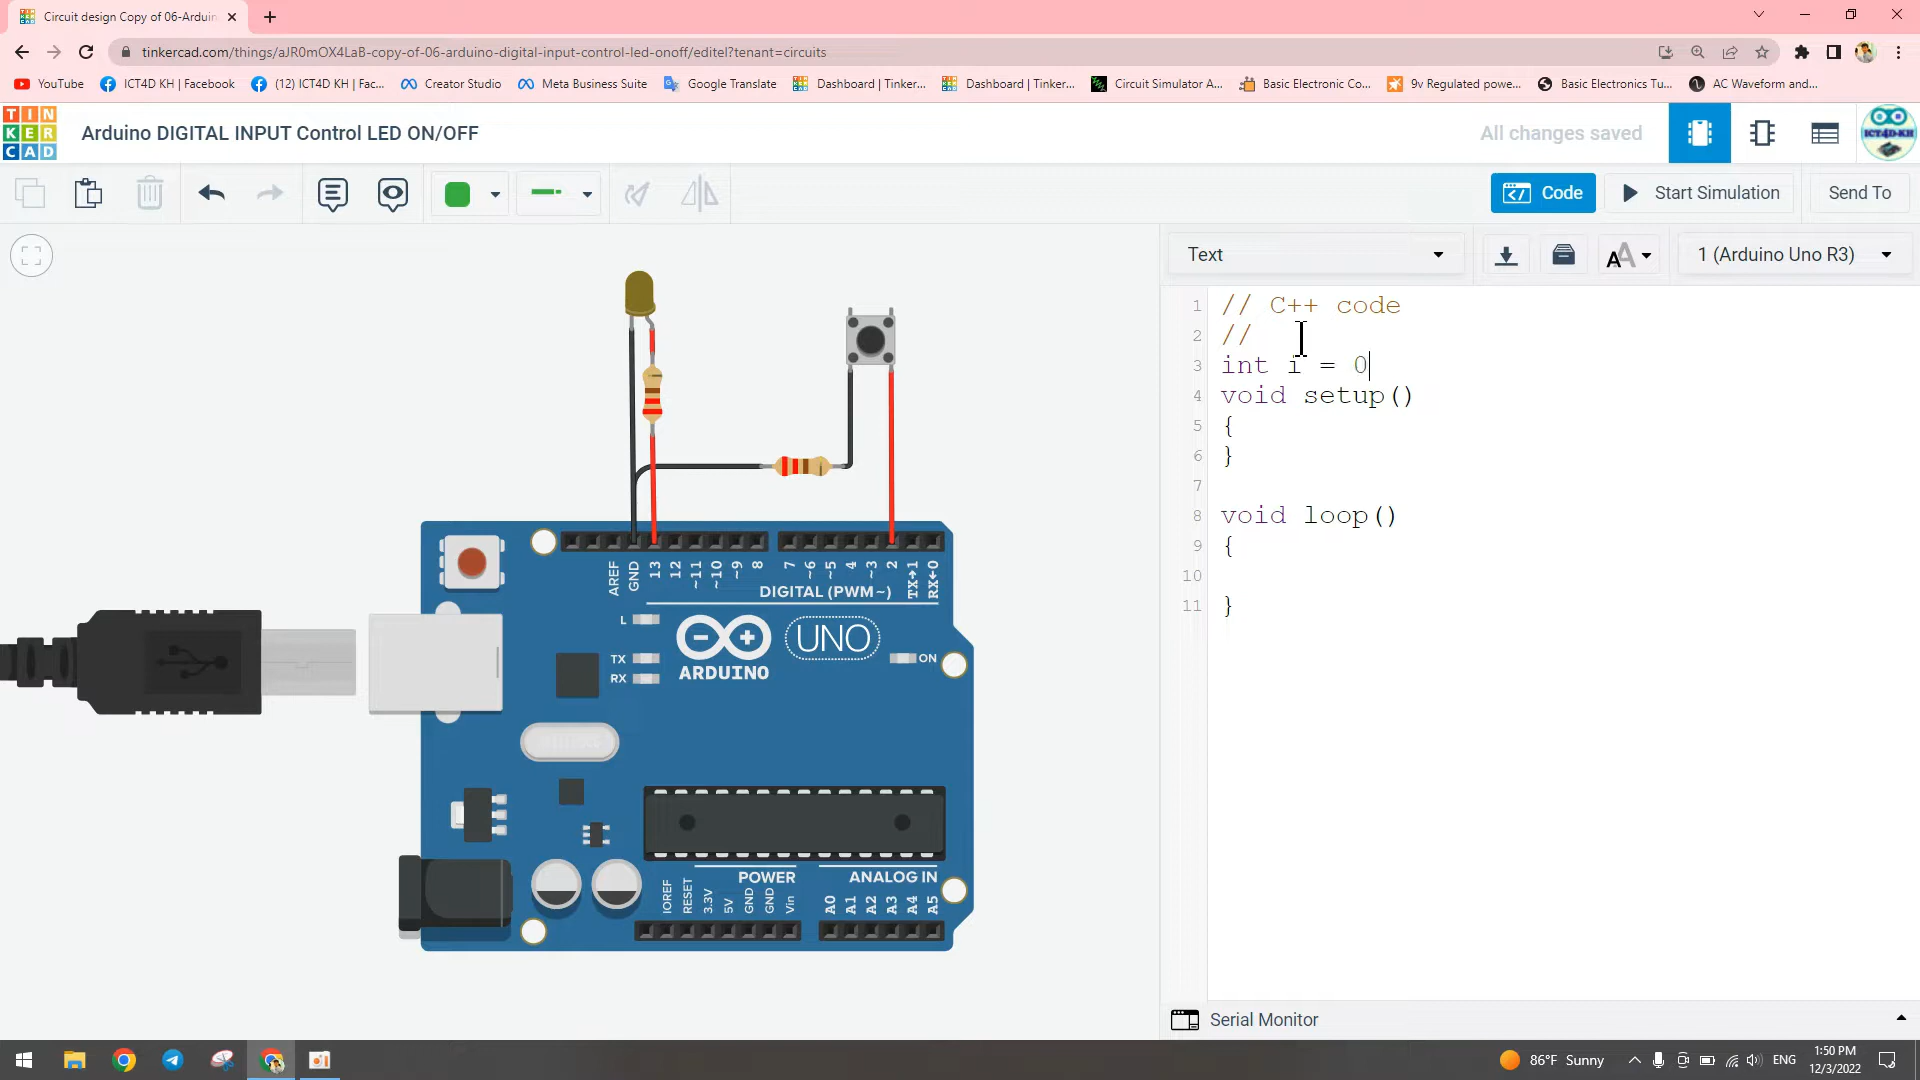 Circuit design Copy of 06-Arduin
tinkercad.com/things/aJR0mOX4LaB-copy-of-06-arduino-digital-input-control-led-onoff/editel?tenant=circuits
YouTube
ICT4D KH | Facebook
(12) ICT4D KH | Fac...
Creator Studio
Meta Business Suite
Google Translate
Dashboard | Tinker...
Dashboard | Tinker...
Circuit Simulator A...
Basic Electronic Co...
9v Regulated powe...
Basic Electronics Tu...
AC Waveform and...
TIN
KER
CAD
Arduino DIGITAL INPUT Control LED ON/OFF
All changes saved
ICT4D-KH
Code
Start Simulation
Send To
Text
AA
1 (Arduino Uno R3)
1 // C++ code
2 //
3 int i = 0
4 void setup()
5 {
6 }
7
8 void loop()
9 {
10
11 }
AREF
GND
13
12
~11
~10
~9
8
7
~6
~5
4
~3
2
TX→1
RX←0
DIGITAL (PWM~)
L
TX
RX
ARDUINO
UNO
ON
POWER
ANALOG IN
IOREF
RESET
3.3V
5V
GND
GND
Vin
A0
A1
A2
A3
A4
A5
Serial Monitor
86°F Sunny
ENG
1:50 PM
12/3/2022